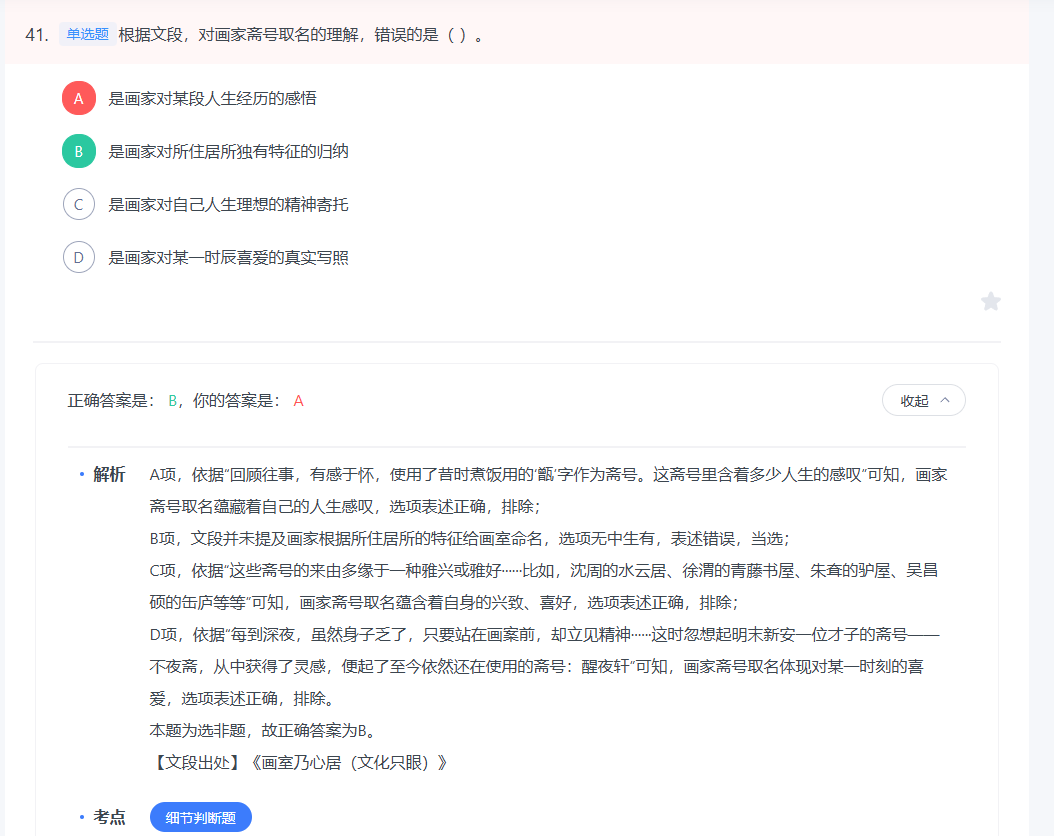 41. 单选题 根据文段，对画家斋号取名的理解，错误的是（ ）。
A 是画家对某段人生经历的感悟
B 是画家对所住居所独有特征的归纳
C 是画家对自己人生理想的精神寄托
D 是画家对某一时辰喜爱的真实写照
正确答案是： B，你的答案是： A
收起
解析 A项，依据“回顾往事，有感于怀，使用了昔时煮饭用的‘甑’字作为斋号。这斋号里含着多少人生的感叹”可知，画家
斋号取名蕴藏着自己的人生感叹，选项表述正确，排除；
B项，文段并未提及画家根据所住居所的特征给画室命名，选项无中生有，表述错误，当选；
C项，依据“这些斋号的来由多缘于一种雅兴或雅好……比如，沈周的水云居、徐渭的青藤书屋、朱耷的驴屋、吴昌
硕的缶庐等等”可知，画家斋号取名蕴含着自身的兴致、喜好，选项表述正确，排除；
D项，依据“每到深夜，虽然身子乏了，只要站在画案前，却立见精神……这时忽想起明末新安一位才子的斋号——
不夜斋，从中获得了灵感，便起了至今依然还在使用的斋号：醒夜轩”可知，画家斋号取名体现对某一时刻的喜
爱，选项表述正确，排除。
本题为选非题，故正确答案为B。
【文段出处】《画室乃心居（文化只眼）》
考点 细节判断题